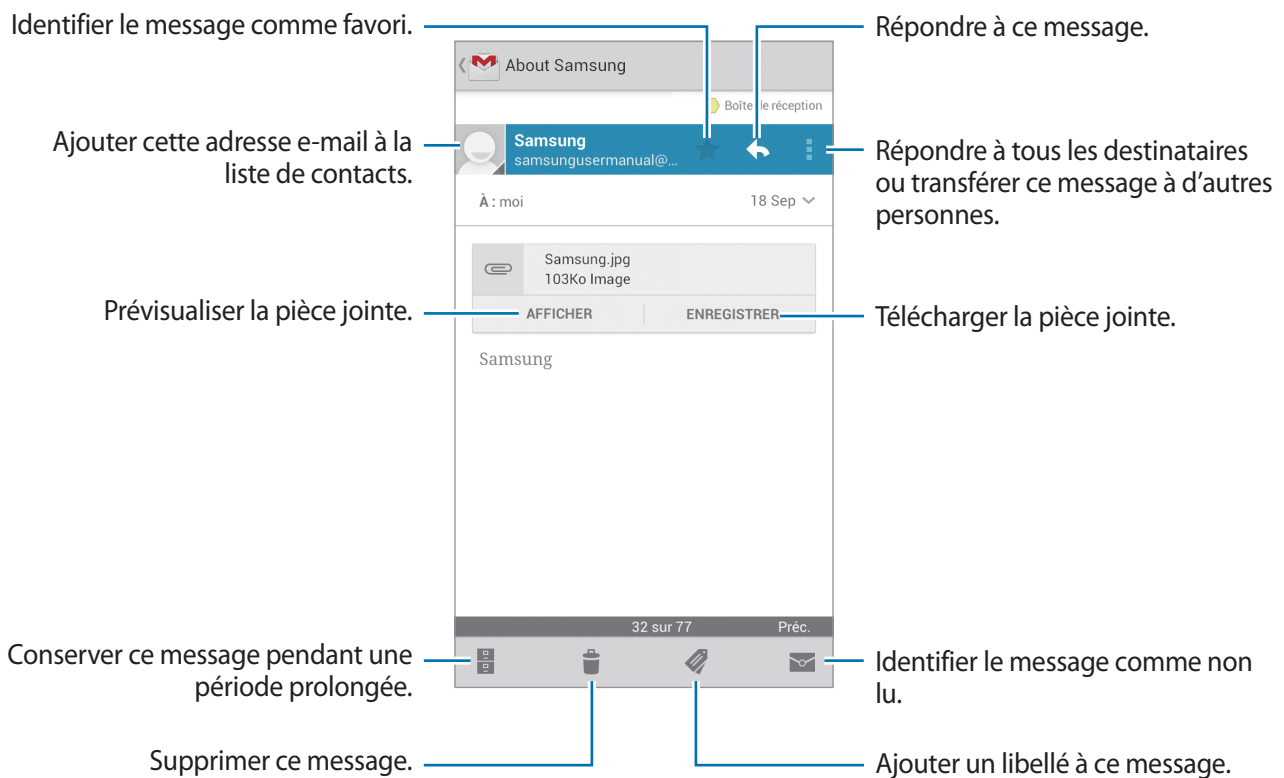 Identifier le message comme favori.
Répondre à ce message.
About Samsung
Boîte de réception
Ajouter cette adresse e-mail à la
liste de contacts.
Samsung
samsungusermanual@...
Répondre à tous les destinataires
ou transférer ce message à d'autres
personnes.
À : moi
18 Sep
Samsung.jpg
103Ko Image
Prévisualiser la pièce jointe.
AFFICHER
ENREGISTRER
Télécharger la pièce jointe.
Samsung
32 sur 77
Préc.
Conserver ce message pendant une
période prolongée.
Identifier le message comme non
lu.
Supprimer ce message.
Ajouter un libellé à ce message.